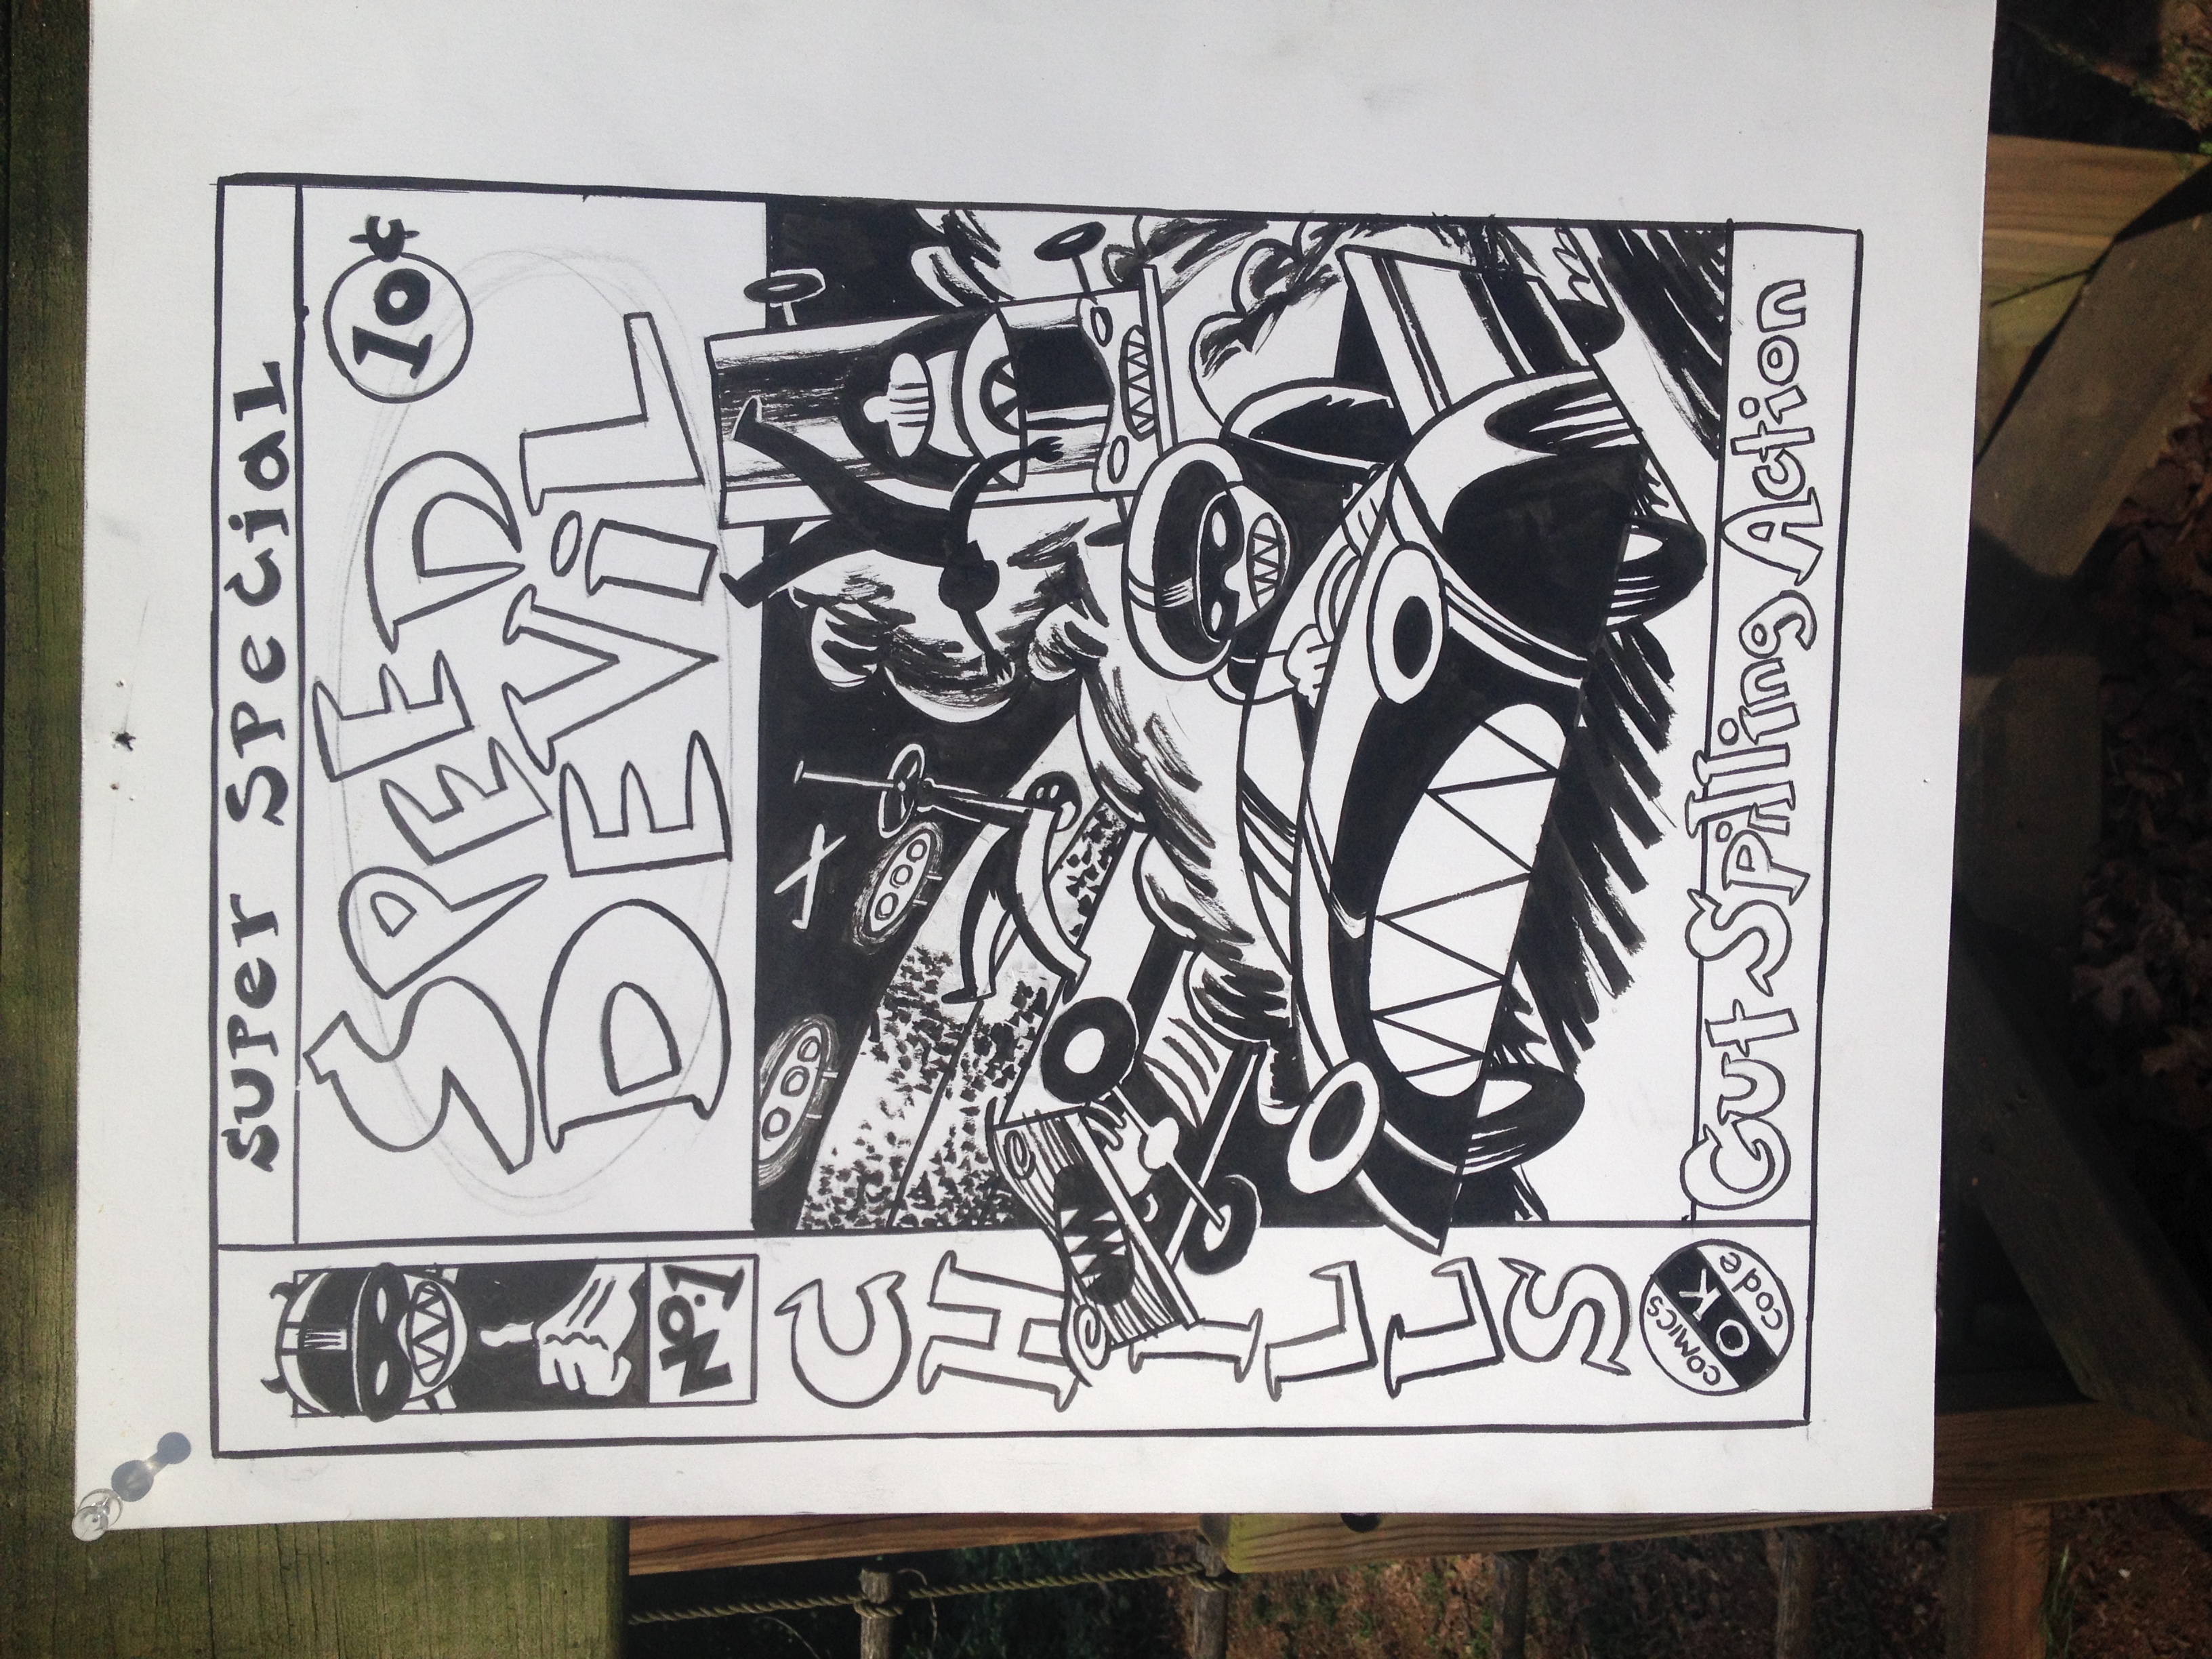 SUPer SPeCiaL
SPEED
DEViL
10¢
No.1
CHILLS
COMICS
OK
code
Gut Spilling Action